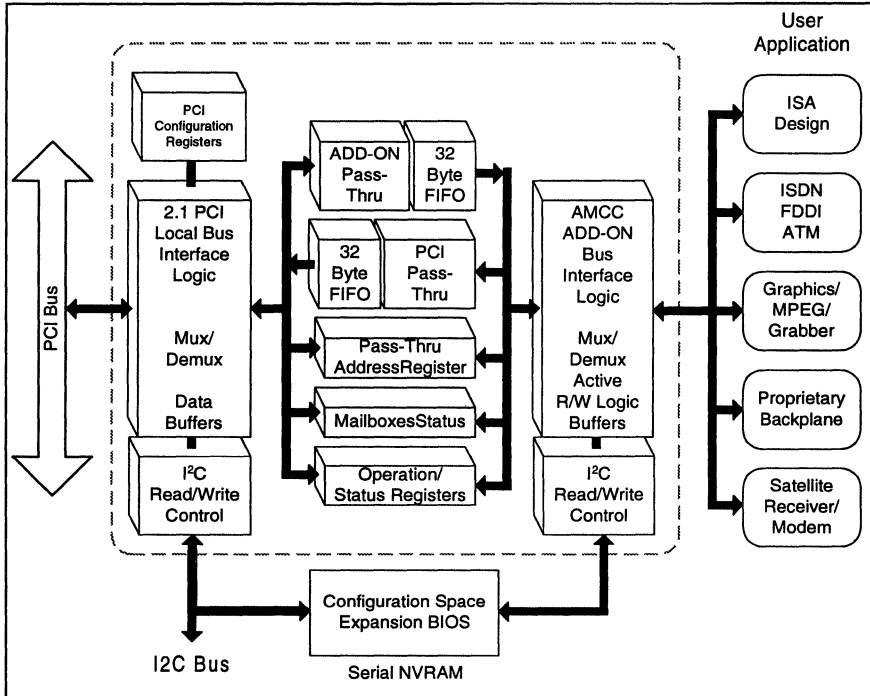 User
Application
PCI
Configuration
Registers
ISA
Design
ADD-ON
Pass-
Thru
32
Byte
FIFO
2.1 PCI
Local Bus
Interface
Logic
Mux/
Demux
Data
Buffers
AMCC
ADD-ON
Bus
Interface
Logic
Mux/
Demux
Active
R/W Logic
Buffers
ISDN
FDDI
ATM
32
Byte
FIFO
PCI
Pass-
Thru
PCI Bus
Graphics/
MPEG/
Grabber
Pass-Thru
AddressRegister
MailboxesStatus
Proprietary
Backplane
Operation/
Status Registers
I²C
Read/Write
Control
I²C
Read/Write
Control
Satellite
Receiver/
Modem
Configuration Space
Expansion BIOS
I2C Bus
Serial NVRAM